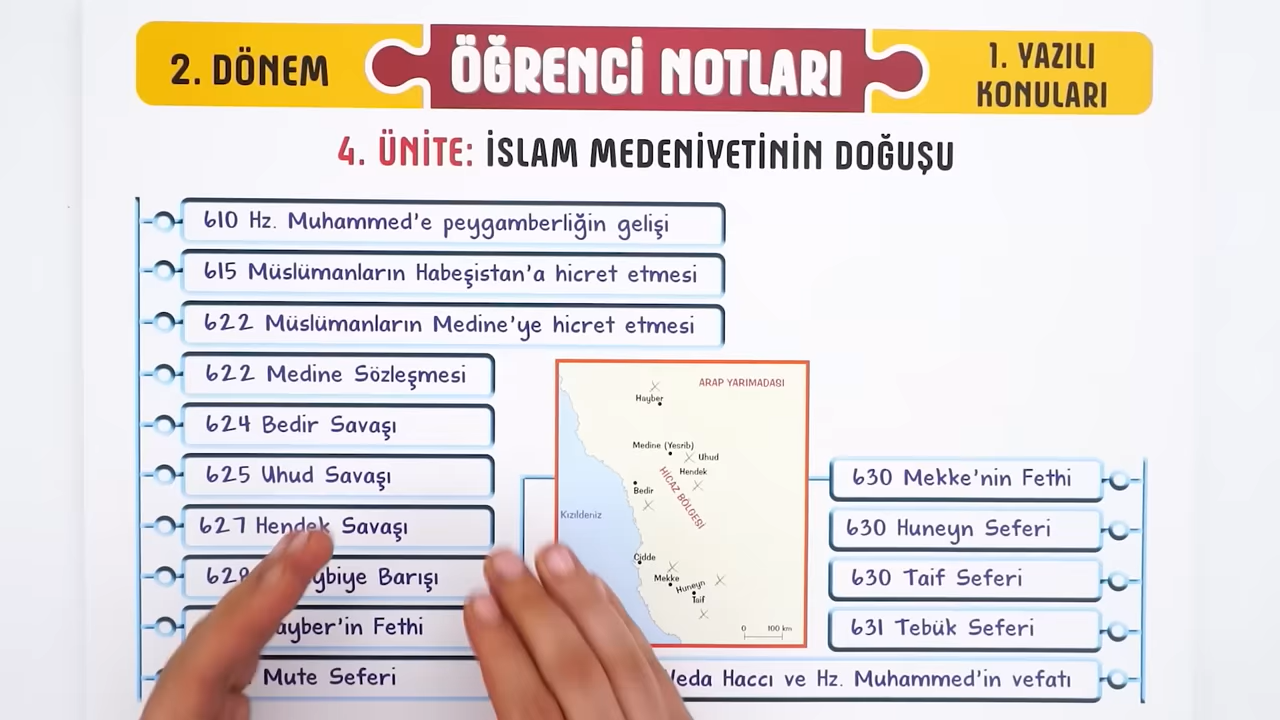 2. DÖNEM
ÖĞRENCİ NOTLARI
1. YAZILI
KONULARI
4. ÜNİTE: İSLAM MEDENİYETİNİN DOĞUŞU
610 Hz. Muhammed'e peygamberliğin gelişi
615 Müslümanların Habeşistan'a hicret etmesi
622 Müslümanların Medine'ye hicret etmesi
622 Medine Sözleşmesi
624 Bedir Savaşı
625 Uhud Savaşı
627 Hendek Savaşı
Barışı
Fethi
Mute Seferi
ARAP YARIMADASI
Hayber
Medine (Yesrib)
Uhud
Hendek
Bedir
HİCAZ BÖLGESİ
Kızıldeniz
Cidde
Mekke
Huneyn
Taif
0 100 km
630 Mekke'nin Fethi
630 Huneyn Seferi
630 Taif Seferi
631 Tebük Seferi
Veda Haccı ve Hz. Muhammed'in vefatı